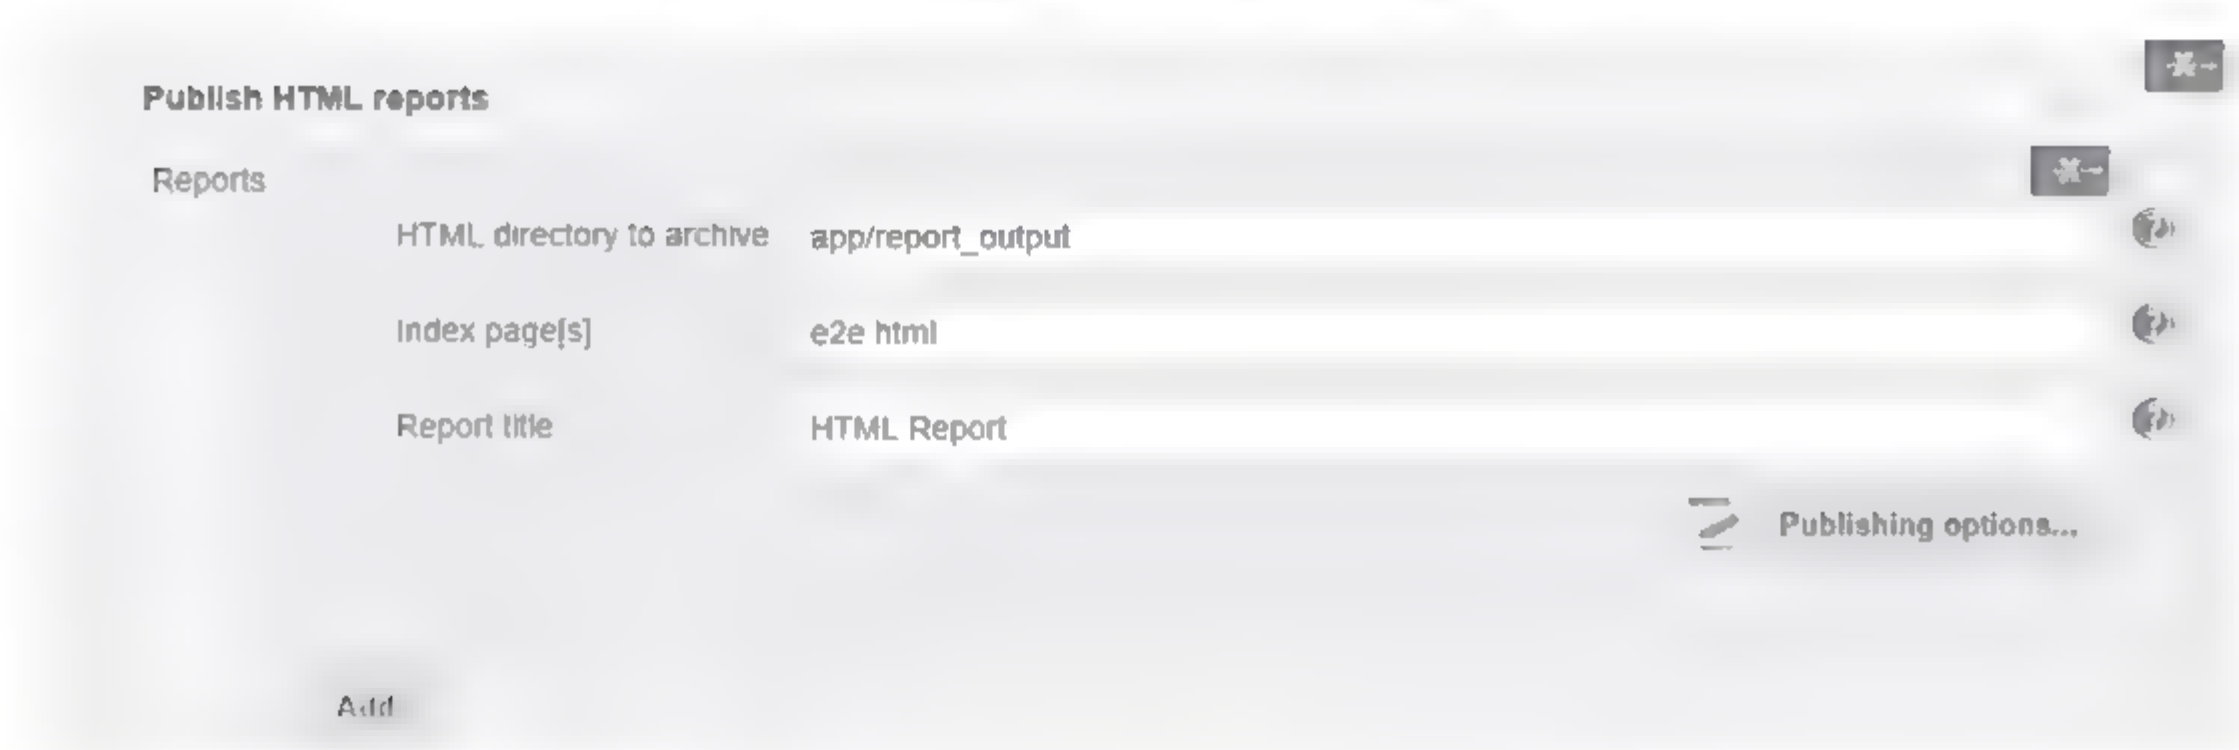 Publish HTML reports
Reports
HTML directory to archive app/report_output
Index page[s] e2e html
Report title HTML Report
Publishing options...
Add